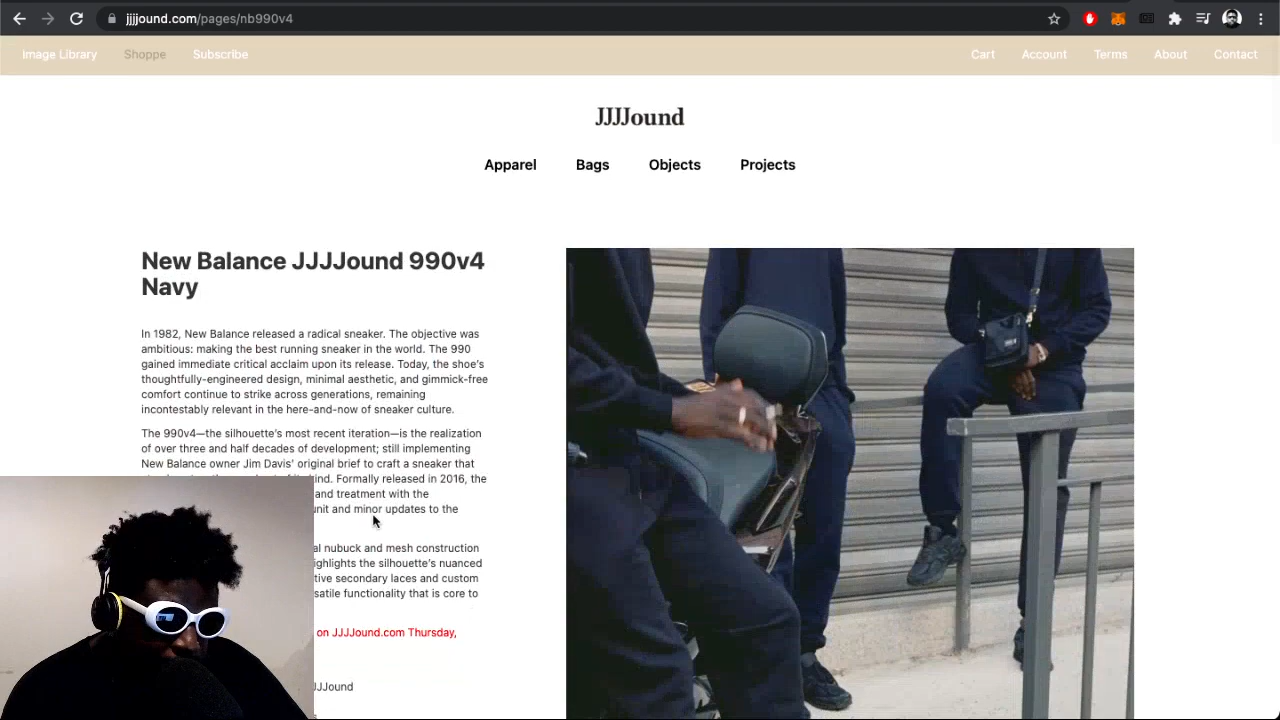 jjjjound.com/pages/nb990v4
Image Library Shoppe Subscribe Cart Account Terms About Contact
JJJJound
Apparel Bags Objects Projects
New Balance JJJJound 990v4
Navy
In 1982, New Balance released a radical sneaker. The objective was
ambitious: making the best running sneaker in the world. The 990
gained immediate critical acclaim upon its release. Today, the shoe's
thoughtfully-engineered design, minimal aesthetic, and gimmick-free
comfort continue to strike across generations, remaining
incontestably relevant in the here-and-now of sneaker culture.
The 990v4—the silhouette's most recent iteration—is the realization
of over three and half decades of development; still implementing
New Balance owner Jim Davis' original brief to craft a sneaker that
kind. Formally released in 2016, the
and treatment with the
unit and minor updates to the
al nubuck and mesh construction
ighlights the silhouette's nuanced
tive secondary laces and custom
satile functionality that is core to
on JJJJound.com Thursday,
JJound